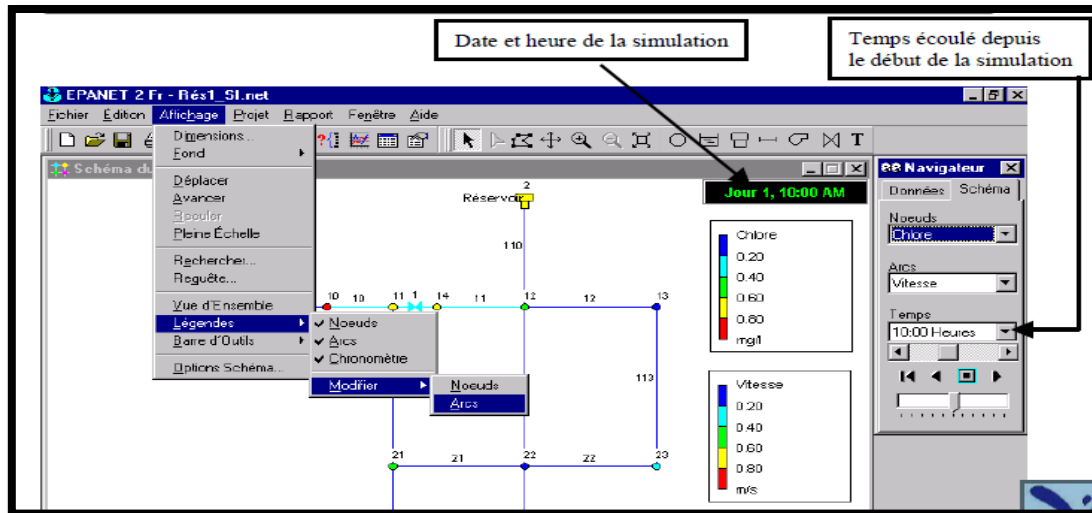 Date et heure de la simulation
Temps écoulé depuis
le début de la simulation
EPANET 2 Fr - Rés1_SI.net
Fichier Édition Affichage Projet Rapport Fenêtre Aide
T
Schéma du
Dimensions...
Fond
Déplacer
Avancer
Reculer
Pleine Échelle
Rechercher...
Requête...
Vue d'Ensemble
Légendes
Barre d'Outils
Options Schéma...
Noeuds
Arcs
Chronomètre
Modifier
Noeuds
Arcs
2
Réservoir
110
10 10 11 1 14 11 12 12 13
113
21 21 22 22 23
Jour 1, 10:00 AM
Chlore
0.20
0.40
0.60
0.80
mg/l
Vitesse
0.20
0.40
0.60
0.80
m/s
Navigateur
Données Schéma
Noeuds
Chlore
Arcs
Vitesse
Temps
10:00 Heures